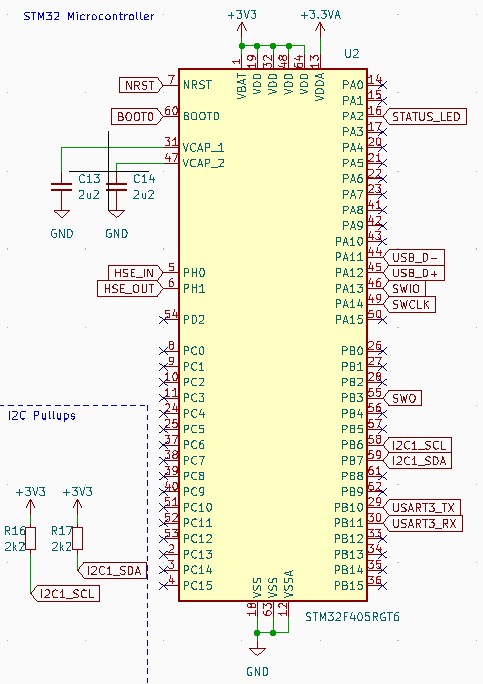 STM32 Microcontroller
+3V3
+3.3VA
U2
1
19
32
48
64
13
VBAT
VDD
VDD
VDD
VDD
VDDA
NRST
7
NRST
BOOT0
60
BOOT0
31
VCAP_1
47
VCAP_2
C13
2u2
C14
2u2
GND
GND
HSE_IN
5
PH0
HSE_OUT
6
PH1
54
PD2
8
PC0
9
PC1
10
PC2
11
PC3
24
PC4
25
PC5
37
PC6
38
PC7
39
PC8
40
PC9
51
PC10
52
PC11
53
PC12
2
PC13
3
PC14
4
PC15
PA0
14
PA1
15
PA2
16
STATUS_LED
PA3
17
PA4
20
PA5
21
PA6
22
PA7
23
PA8
41
PA9
42
PA10
43
PA11
44
USB_D-
PA12
45
USB_D+
PA13
46
SWIO
PA14
49
SWCLK
PA15
50
PB0
26
PB1
27
PB2
28
PB3
55
SWO
PB4
56
PB5
57
PB6
58
I2C1_SCL
PB7
59
I2C1_SDA
PB8
61
PB9
62
PB10
29
USART3_TX
PB11
30
USART3_RX
PB12
33
PB13
34
PB14
35
PB15
36
VSS
VSS
VSSA
18
63
12
STM32F405RGT6
GND
I2C Pullups
+3V3
+3V3
R16
2k2
R17
2k2
I2C1_SDA
I2C1_SCL